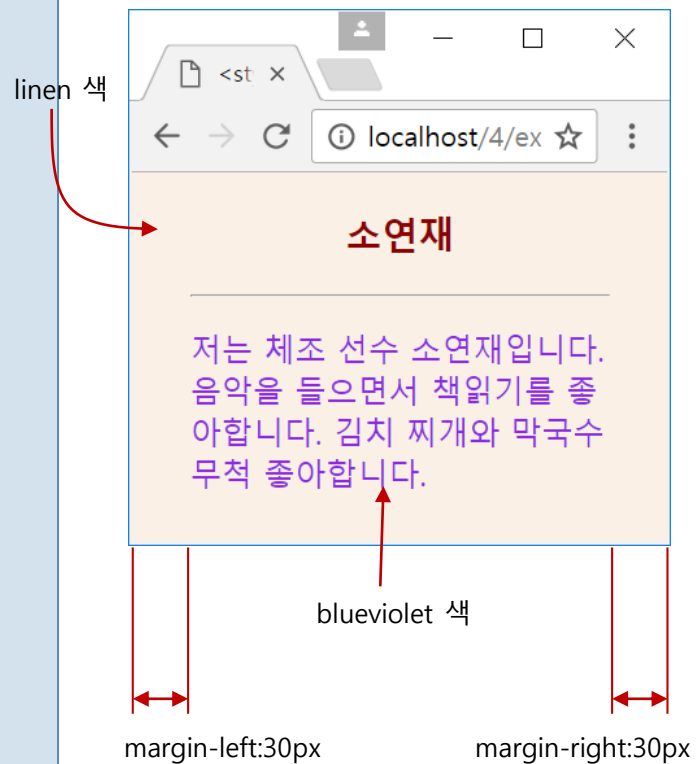 linen 색
<st
localhost/4/ex
소연재
저는 체조 선수 소연재입니다.
음악을 들으면서 책읽기를 좋
아합니다. 김치 찌개와 막국수
무척 좋아합니다.
blueviolet 색
margin-left:30px
margin-right:30px